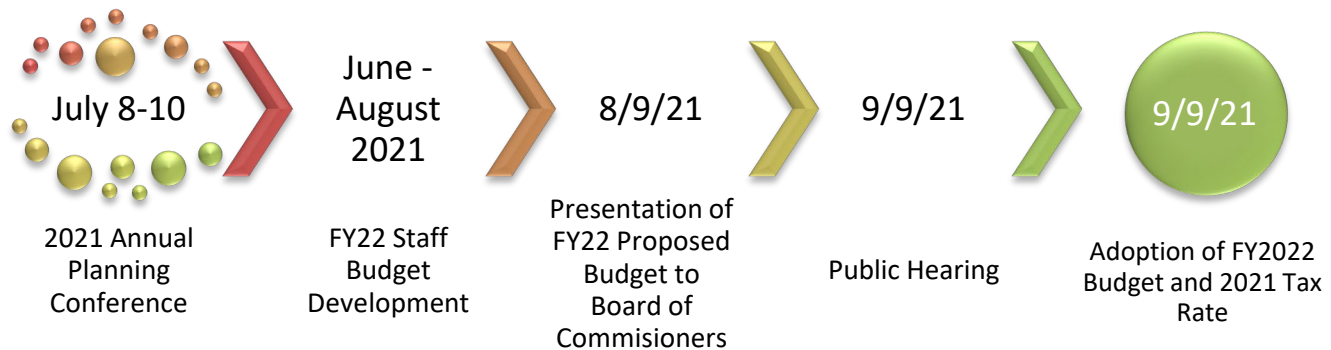 July 8-10
2021 Annual
Planning
Conference
June -
August
2021
FY22 Staff
Budget
Development
8/9/21
Presentation of
FY22 Proposed
Budget to
Board of
Commisioners
9/9/21
Public Hearing
9/9/21
Adoption of FY2022
Budget and 2021 Tax
Rate